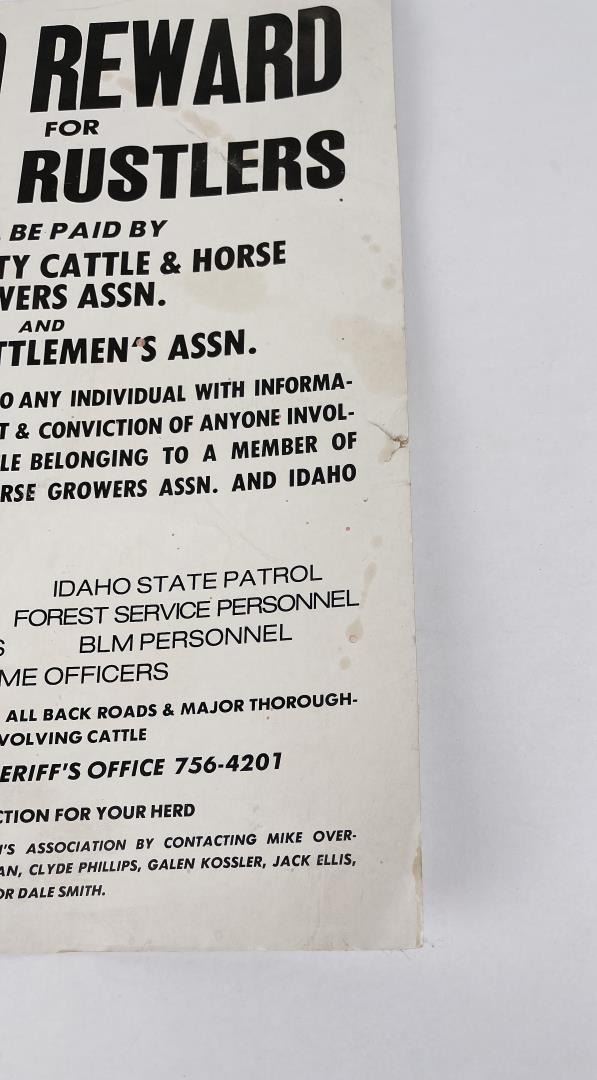 REWARD
FOR
RUSTLERS
BE PAID BY
TY CATTLE & HORSE
WERS ASSN.
AND
TTLEMEN'S ASSN.
O ANY INDIVIDUAL WITH INFORMA-
T & CONVICTION OF ANYONE INVOL-
LE BELONGING TO A MEMBER OF
RSE GROWERS ASSN. AND IDAHO
IDAHO STATE PATROL
FOREST SERVICE PERSONNEL
S BLM PERSONNEL
ME OFFICERS
ALL BACK ROADS & MAJOR THOROUGH-
VOLVING CATTLE
ERIFF'S OFFICE 756-4201
CTION FOR YOUR HERD
N'S ASSOCIATION BY CONTACTING MIKE OVER-
AN, CLYDE PHILLIPS, GALEN KOSSLER, JACK ELLIS,
OR DALE SMITH.